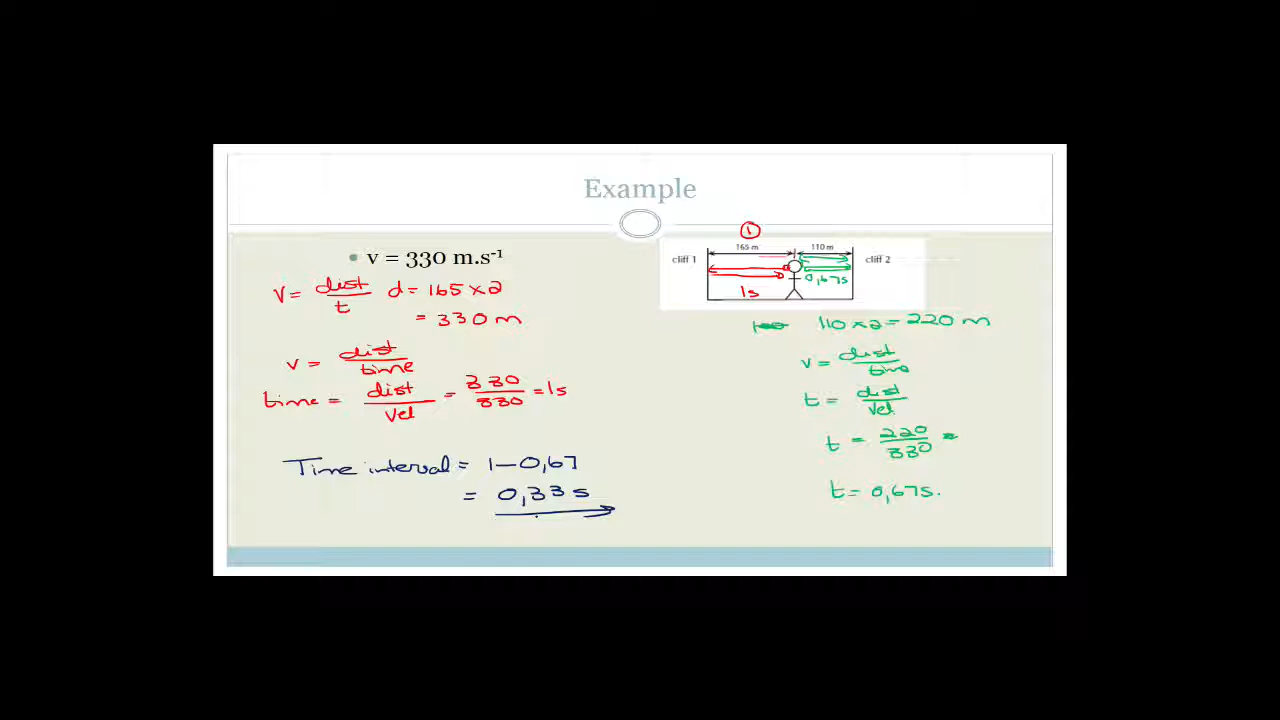 Example
• v = 330 m.s⁻¹
v = dist/t   d = 165 × 2
= 330 m
v = dist/time
time = dist/vel = 330/330 = 1s
Time interval = 1 – 0,67
= 0,33 s
①
165 m
110 m
cliff 1
cliff 2
0,67s
1s
110 × 2 = 220 m
v = dist/time
t = dist/vel
t = 220/330 =
t = 0,67s.